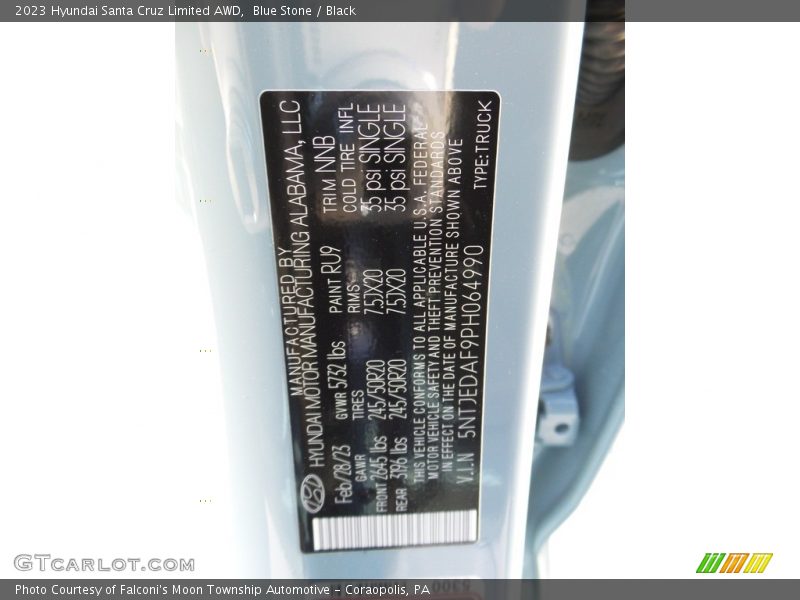 2023 Hyundai Santa Cruz Limited AWD, Blue Stone / Black
MANUFACTURED BY
HYUNDAI MOTOR MANUFACTURING ALABAMA, LLC
Feb/28/23 GVWR 5732 lbs PAINT RU9 TRIM NNB
GAWR TIRES RIMS COLD TIRE INFL
FRONT 2645 lbs 245/50R20 7.5JX20 35 psi SINGLE
REAR 3196 lbs 245/50R20 7.5JX20 35 psi SINGLE
THIS VEHICLE CONFORMS TO ALL APPLICABLE U.S.A. FEDERAL
MOTOR VEHICLE SAFETY AND THEFT PREVENTION STANDARDS
IN EFFECT ON THE DATE OF MANUFACTURE SHOWN ABOVE
V.I.N 5NTJEDAF9PH064990 TYPE:TRUCK
GTCARLOT.COM
Photo Courtesy of Falconi's Moon Township Automotive - Coraopolis, PA